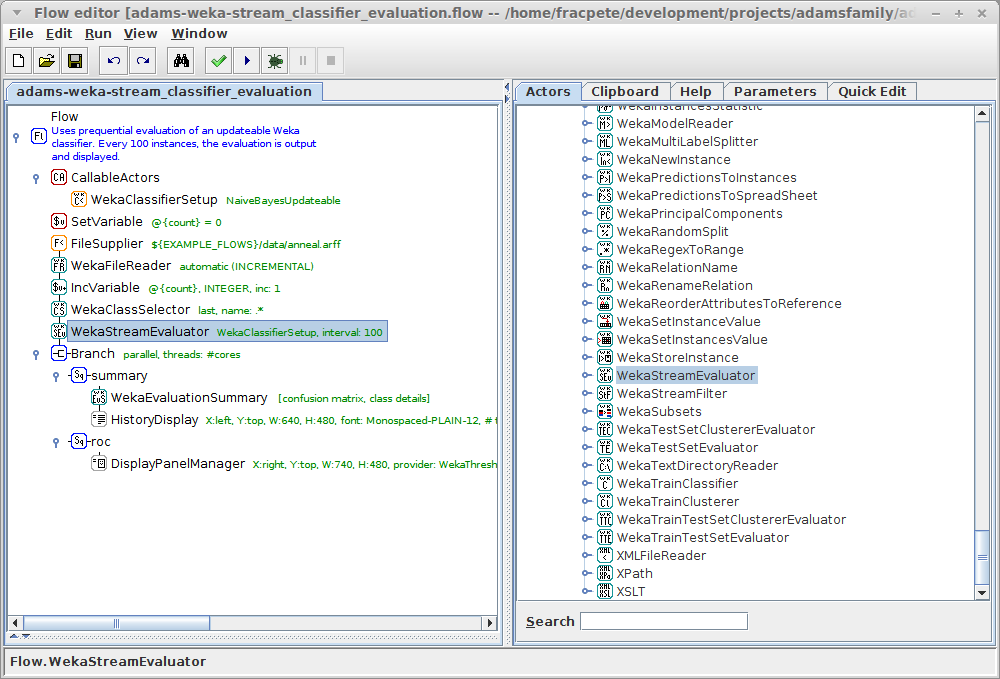 Flow editor [adams-weka-stream_classifier_evaluation.flow -- /home/fracpete/development/projects/adamsfamily/
File Edit Run View Window
adams-weka-stream_classifier_evaluation
Flow
Uses prequential evaluation of an updateable Weka
classifier. Every 100 instances, the evaluation is output
and displayed.
CallableActors
WekaClassifierSetup NaiveBayesUpdateable
SetVariable @{count} = 0
FileSupplier ${EXAMPLE_FLOWS}/data/anneal.arff
WekaFileReader automatic (INCREMENTAL)
IncVariable @{count}, INTEGER, inc: 1
WekaClassSelector last, name: .*
WekaStreamEvaluator WekaClassifierSetup, interval: 100
Branch parallel, threads: #cores
summary
WekaEvaluationSummary [confusion matrix, class details]
HistoryDisplay X:left, Y:top, W:640, H:480, font: Monospaced-PLAIN-12, #
roc
DisplayPanelManager X:right, Y:top, W:740, H:480, provider: WekaThresh
Actors Clipboard Help Parameters Quick Edit
WekaInstancesStatistic
WekaModelReader
WekaMultiLabelSplitter
WekaNewInstance
WekaPredictionsToInstances
WekaPredictionsToSpreadSheet
WekaPrincipalComponents
WekaRandomSplit
WekaRegexToRange
WekaRelationName
WekaRenameRelation
WekaReorderAttributesToReference
WekaSetInstanceValue
WekaSetInstancesValue
WekaStoreInstance
WekaStreamEvaluator
WekaStreamFilter
WekaSubsets
WekaTestSetClustererEvaluator
WekaTestSetEvaluator
WekaTextDirectoryReader
WekaTrainClassifier
WekaTrainClusterer
WekaTrainTestSetClustererEvaluator
WekaTrainTestSetEvaluator
XMLFileReader
XPath
XSLT
Search
Flow.WekaStreamEvaluator